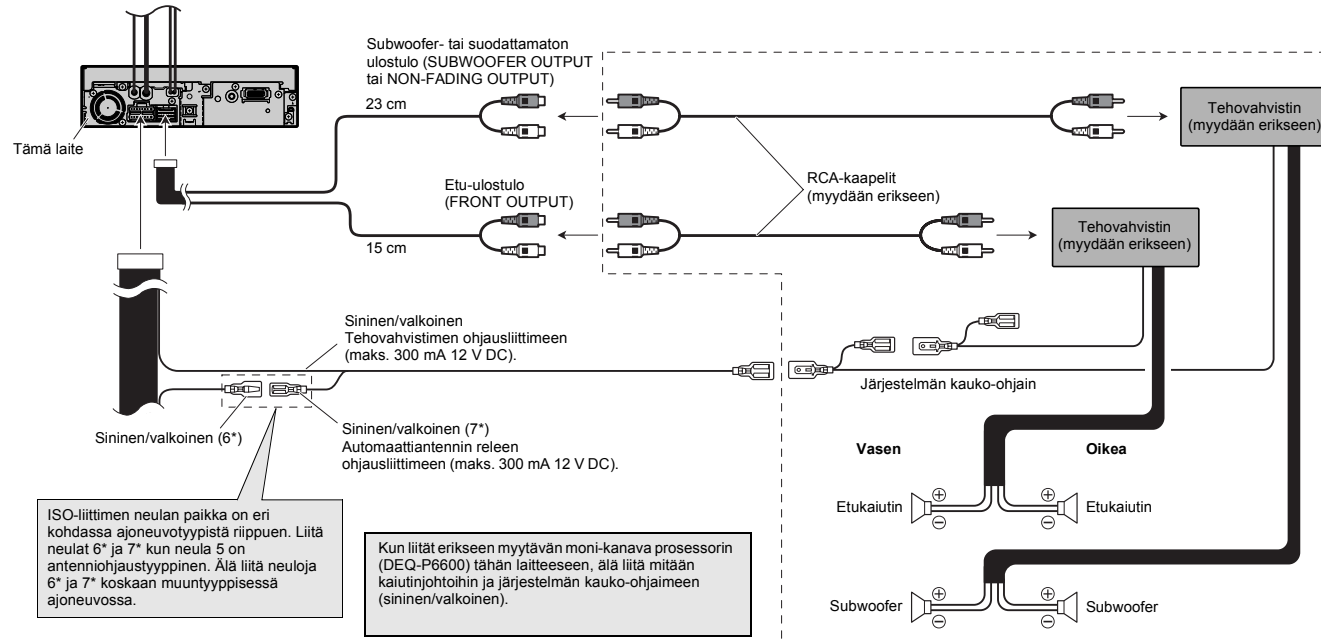 Subwoofer- tai suodattamaton
ulostulo (SUBWOOFER OUTPUT
tai NON-FADING OUTPUT)
23 cm
Tehovahvistin
(myydään erikseen)
Tämä laite
RCA-kaapelit
(myydään erikseen)
Etu-ulostulo
(FRONT OUTPUT)
15 cm
Tehovahvistin
(myydään erikseen)
Sininen/valkoinen
Tehovahvistimen ohjausliittimeen
(maks. 300 mA 12 V DC).
Järjestelmän kauko-ohjain
Sininen/valkoinen (6*)
Sininen/valkoinen (7*)
Automaattiantennin releen
ohjausliittimeen (maks. 300 mA 12 V DC).
Vasen
Oikea
ISO-liittimen neulan paikka on eri
kohdassa ajoneuvotyypistä riippuen. Liitä
neulat 6* ja 7* kun neula 5 on
antenniohjaustyyppinen. Älä liitä neuloja
6* ja 7* koskaan muuntyyppisessä
ajoneuvossa.
Kun liität erikseen myytävän moni-kanava prosessorin
(DEQ-P6600) tähän laitteeseen, älä liitä mitään
kaiutinjohtoihin ja järjestelmän kauko-ohjaimeen
(sininen/valkoinen).
Etukaiutin
⊕
⊖
⊕
⊖
Etukaiutin
Subwoofer
⊕
⊖
⊕
⊖
Subwoofer